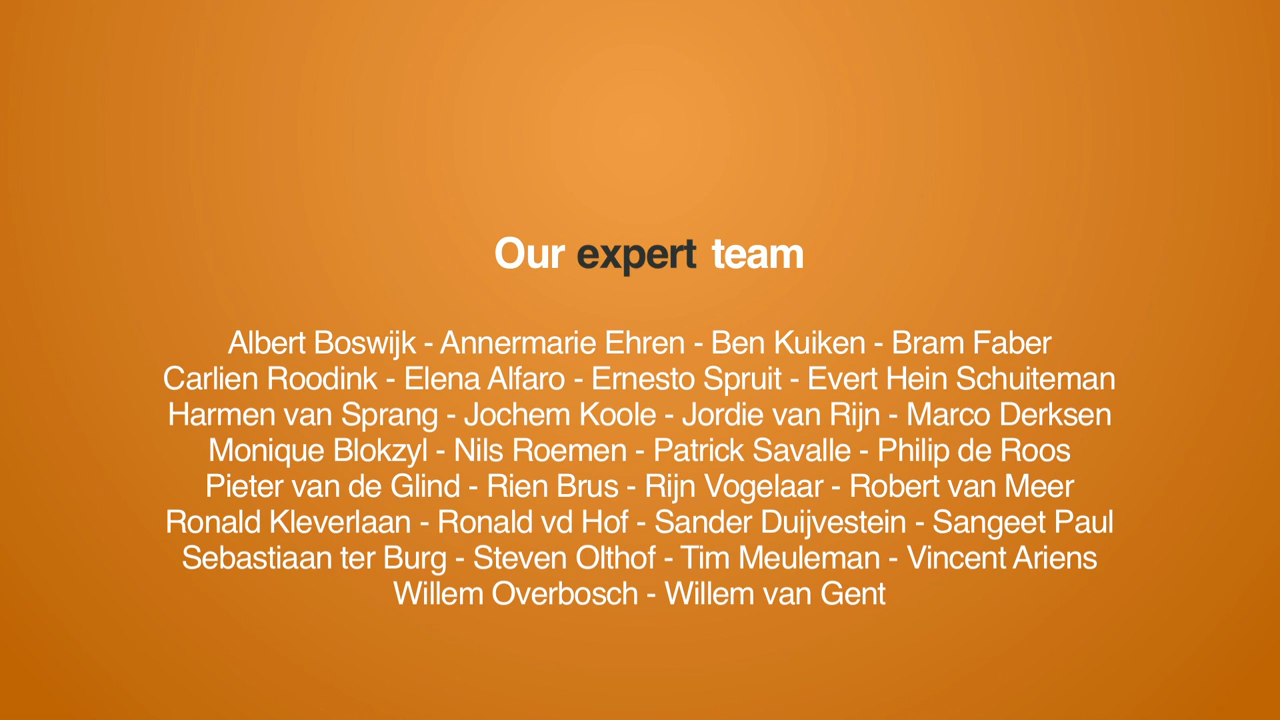 Our expert team
Albert Boswijk - Annermarie Ehren - Ben Kuiken - Bram Faber
Carlien Roodink - Elena Alfaro - Ernesto Spruit - Evert Hein Schuiteman
Harmen van Sprang - Jochem Koole - Jordie van Rijn - Marco Derksen
Monique Blokzyl - Nils Roemen - Patrick Savalle - Philip de Roos
Pieter van de Glind - Rien Brus - Rijn Vogelaar - Robert van Meer
Ronald Kleverlaan - Ronald vd Hof - Sander Duijvestein - Sangeet Paul
Sebastiaan ter Burg - Steven Olthof - Tim Meuleman - Vincent Ariens
Willem Overbosch - Willem van Gent